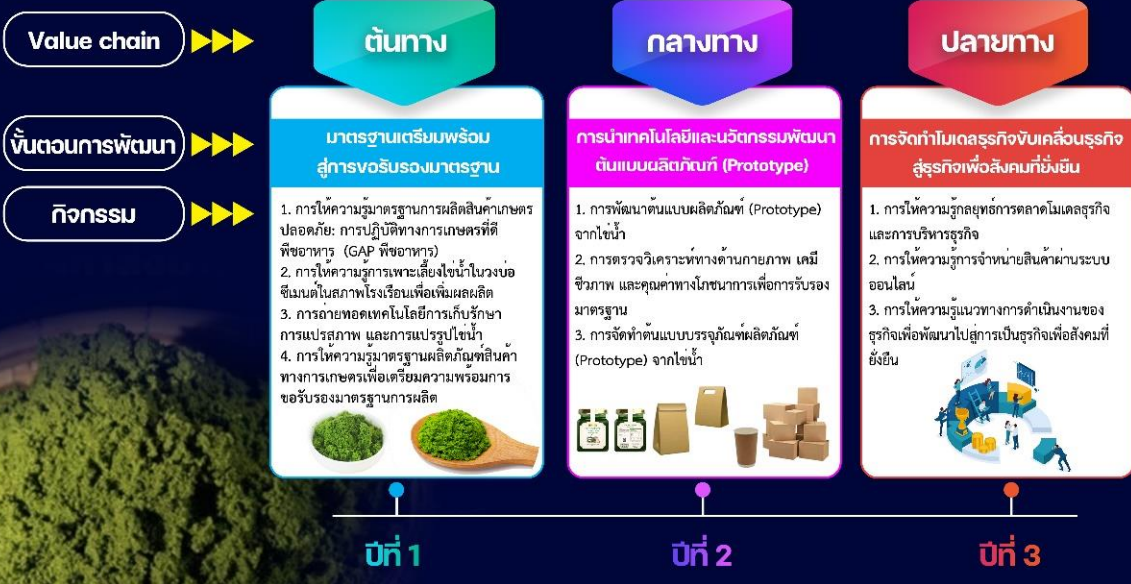 Value chain
ต้นทาง
กลางทาง
ปลายทาง
ขั้นตอนการพัฒนา
มาตรฐานเตรียมพร้อม
สู่การขอรับรองมาตรฐาน
การนำเทคโนโลยีและนวัตกรรมพัฒนา
ต้นแบบผลิตภัณฑ์ (Prototype)
การจัดทำโมเดลธุรกิจขับเคลื่อนธุรกิจ
สู่ธุรกิจเพื่อสังคมที่ยั่งยืน
กิจกรรม
1. การให้ความรู้มาตรฐานการผลิตสินค้าเกษตร
ปลอดภัย: การปฏิบัติทางการเกษตรที่ดี
พืชอาหาร (GAP พืชอาหาร)
2. การให้ความรู้การเพาะเลี้ยงไข่น้ำในวงบ่อ
ซีเมนต์ในสภาพโรงเรือนเพื่อเพิ่มผลผลิต
3. การถ่ายทอดเทคโนโลยีการเก็บรักษา
การแปรสภาพ และการแปรรูปไข่น้ำ
4. การให้ความรู้มาตรฐานผลิตภัณฑ์สินค้า
ทางการเกษตรเพื่อเตรียมความพร้อมการ
ขอรับรองมาตรฐานการผลิต
1. การพัฒนาต้นแบบผลิตภัณฑ์ (Prototype)
จากไข่น้ำ
2. การตรวจวิเคราะห์ทางด้านกายภาพ เคมี
ชีวภาพ และคุณค่าทางโภชนาการเพื่อการรับรอง
มาตรฐาน
3. การจัดทำต้นแบบบรรจุภัณฑ์ผลิตภัณฑ์
(Prototype) จากไข่น้ำ
1. การให้ความรู้กลยุทธ์การตลาดโมเดลธุรกิจ
และการบริหารธุรกิจ
2. การให้ความรู้การจำหน่ายสินค้าผ่านระบบ
ออนไลน์
3. การให้ความรู้แนวทางการดำเนินงานของ
ธุรกิจเพื่อพัฒนาไปสู่การเป็นธุรกิจเพื่อสังคมที่
ยั่งยืน
ปีที่ 1
ปีที่ 2
ปีที่ 3